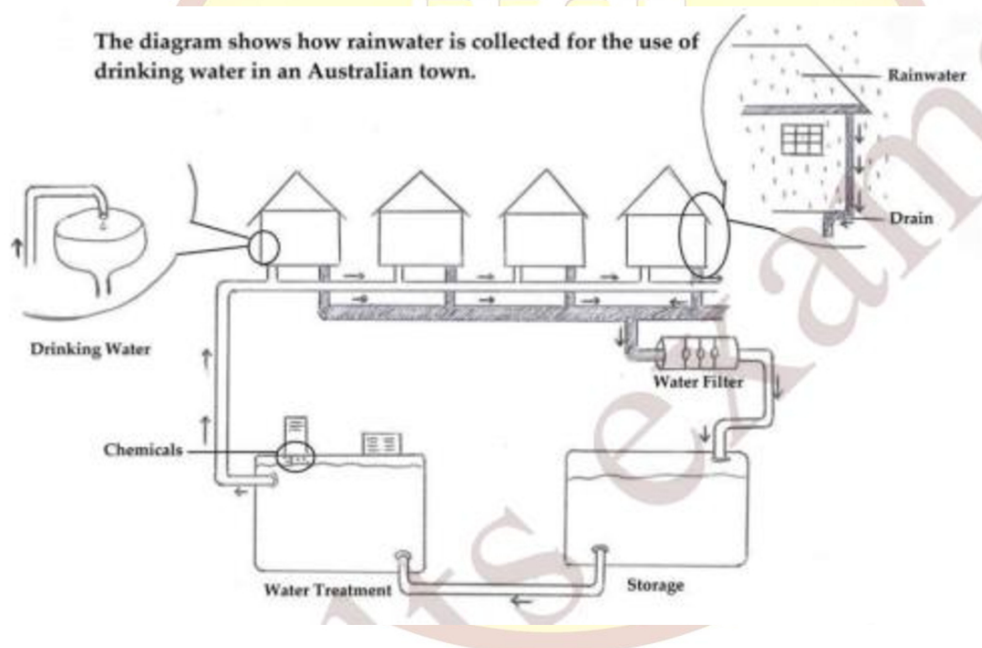 The diagram shows how rainwater is collected for the use of
drinking water in an Australian town.
Rainwater
Drain
Drinking Water
Water Filter
Chemicals
Water Treatment
Storage